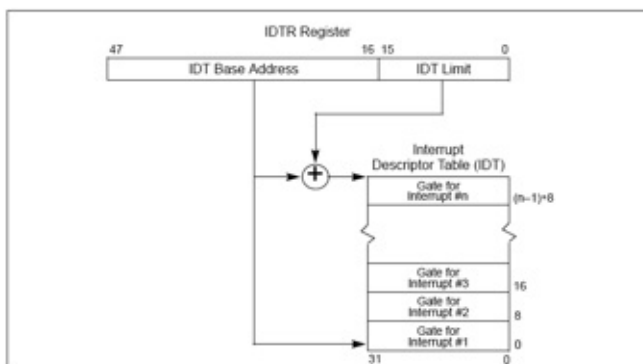 IDTR Register
47 16 15 0
IDT Base Address IDT Limit
Interrupt
Descriptor Table (IDT)
Gate for
Interrupt #n
(n–1)*8
Gate for
Interrupt #3
16
Gate for
Interrupt #2
8
Gate for
Interrupt #1
0
31 0